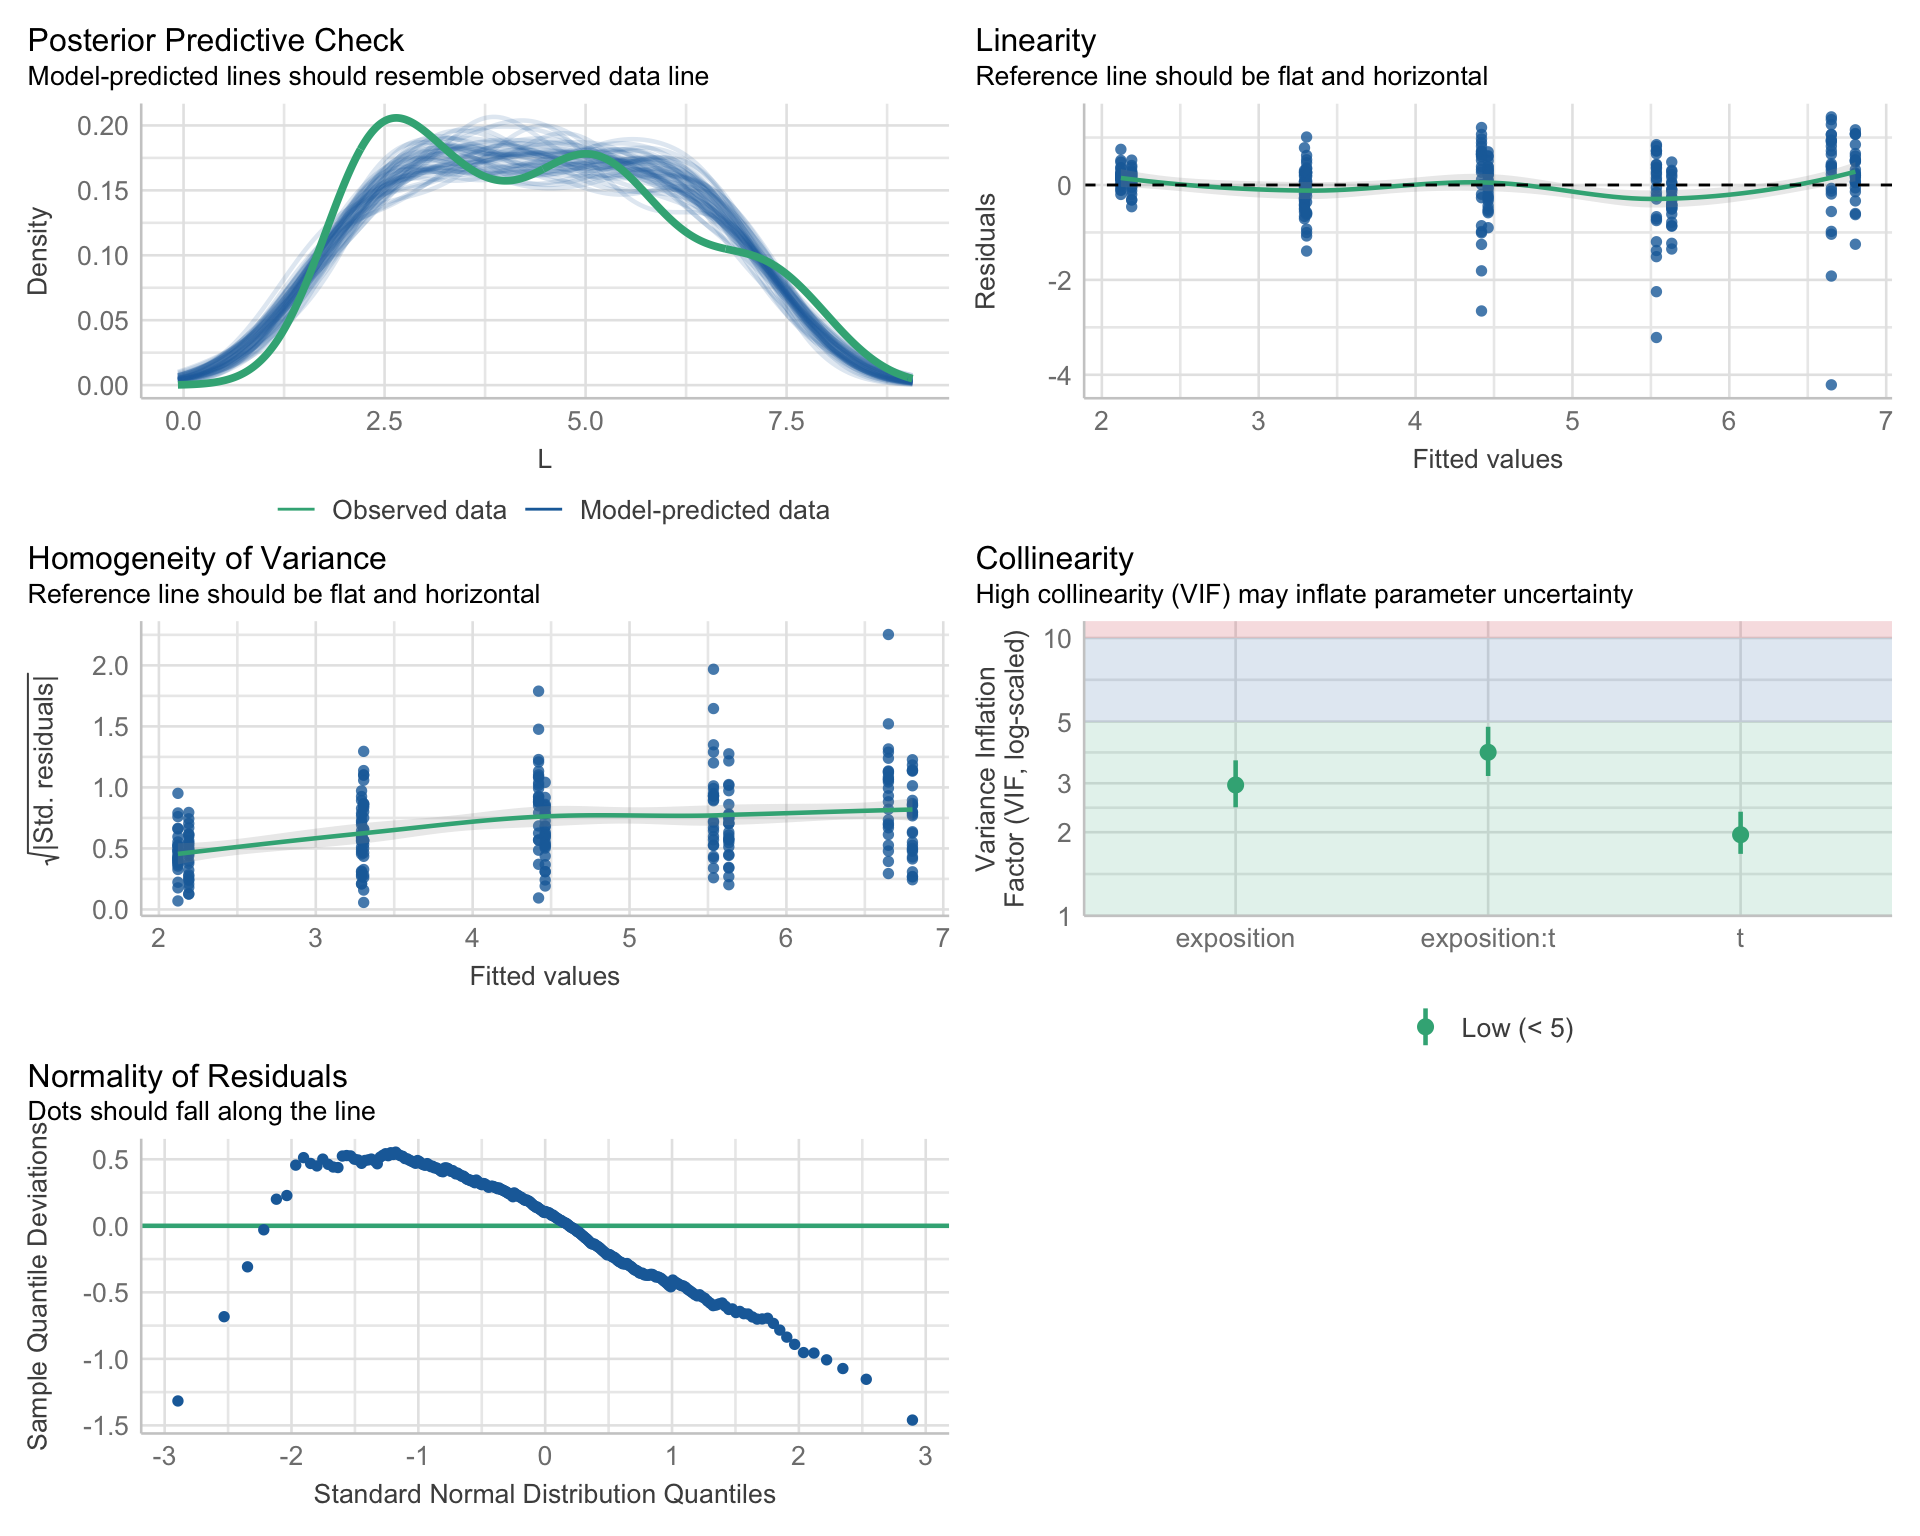 Posterior Predictive Check
Model-predicted lines should resemble observed data line
Density
0.20
0.15
0.10
0.05
0.00
0.0 2.5 5.0 7.5
L
Observed data Model-predicted data
Linearity
Reference line should be flat and horizontal
Residuals
0
-2
-4
2 3 4 5 6 7
Fitted values
Homogeneity of Variance
Reference line should be flat and horizontal
√|Std. residuals|
2.0
1.5
1.0
0.5
0.0
2 3 4 5 6 7
Fitted values
Collinearity
High collinearity (VIF) may inflate parameter uncertainty
Variance Inflation
Factor (VIF, log-scaled)
10
5
3
2
1
exposition exposition:t t
Low (< 5)
Normality of Residuals
Dots should fall along the line
Sample Quantile Deviations
0.5
0.0
-0.5
-1.0
-1.5
-3 -2 -1 0 1 2 3
Standard Normal Distribution Quantiles